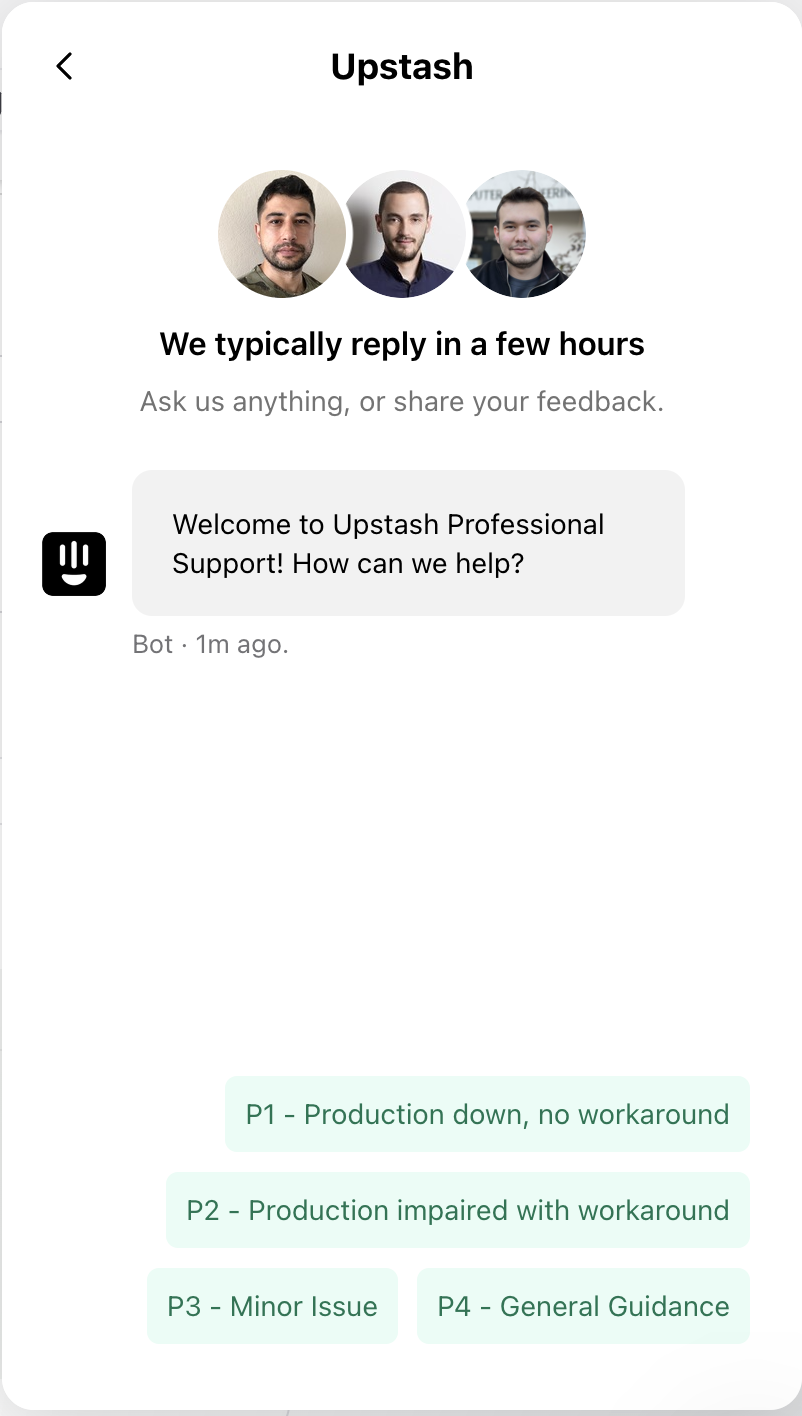 Upstash
We typically reply in a few hours
Ask us anything, or share your feedback.
Welcome to Upstash Professional
Support! How can we help?
Bot · 1m ago.
P1 - Production down, no workaround
P2 - Production impaired with workaround
P3 - Minor Issue
P4 - General Guidance